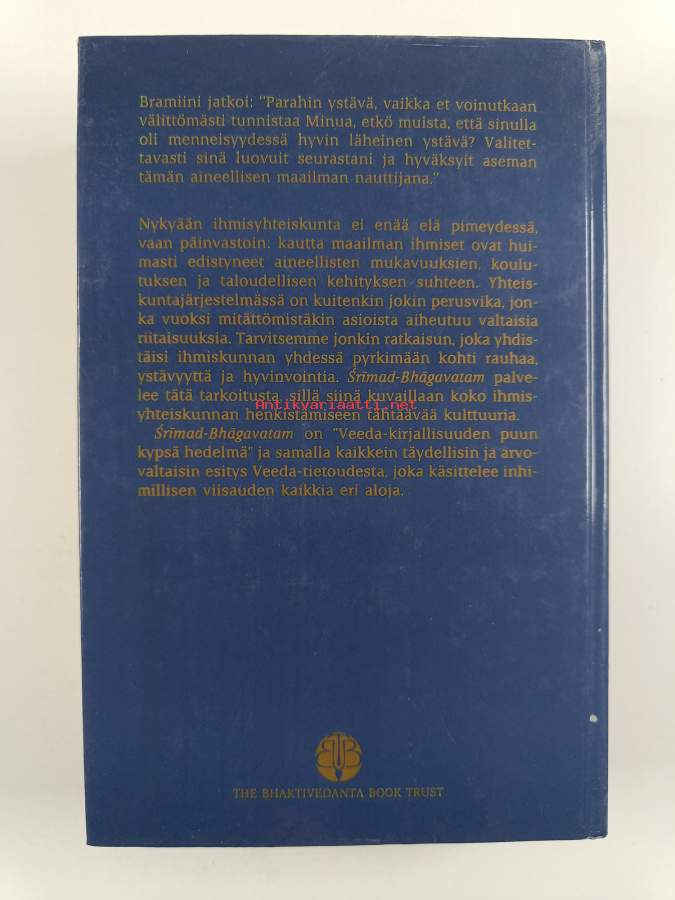 Bramiini jatkoi: "Parahin ystävä, vaikka et voinutkaan
välittömästi tunnistaa Minua, etkö muista, että sinulla
oli menneisyydessä hyvin läheinen ystävä? Valitet-
tavasti sinä luovuit seurastani ja hyväksyit aseman
tämän aineellisen maailman nauttijana."
Nykyään ihmisyhteiskunta ei enää elä pimeydessä,
vaan päinvastoin: kautta maailman ihmiset ovat hui-
masti edistyneet aineellisten mukavuuksien, koulu-
tuksen ja taloudellisen kehityksen suhteen. Yhteis-
kuntajärjestelmässä on kuitenkin jokin perusvika, jon-
ka vuoksi mitättömistäkin asioista aiheutuu valtaisia
riitaisuuksia. Tarvitsemme jonkin ratkaisun, joka yhdis-
täisi ihmiskunnan yhdessä pyrkimään kohti rauhaa,
ystävyyttä ja hyvinvointia. Śrīmad-Bhāgavatam palve-
lee tätä tarkoitusta, sillä siinä kuvaillaan koko ihmis-
Antikvariaatti.net
yhteiskunnan henkistämiseen tähtäävää kulttuuria.
Śrīmad-Bhāgavatam on "Veeda-kirjallisuuden puun
kypsä hedelmä" ja samalla kaikkein täydellisin ja arvo-
valtaisin esitys Veeda-tietoudesta, joka käsittelee inhi-
millisen viisauden kaikkia eri aloja.
BBT
THE BHAKTIVEDANTA BOOK TRUST